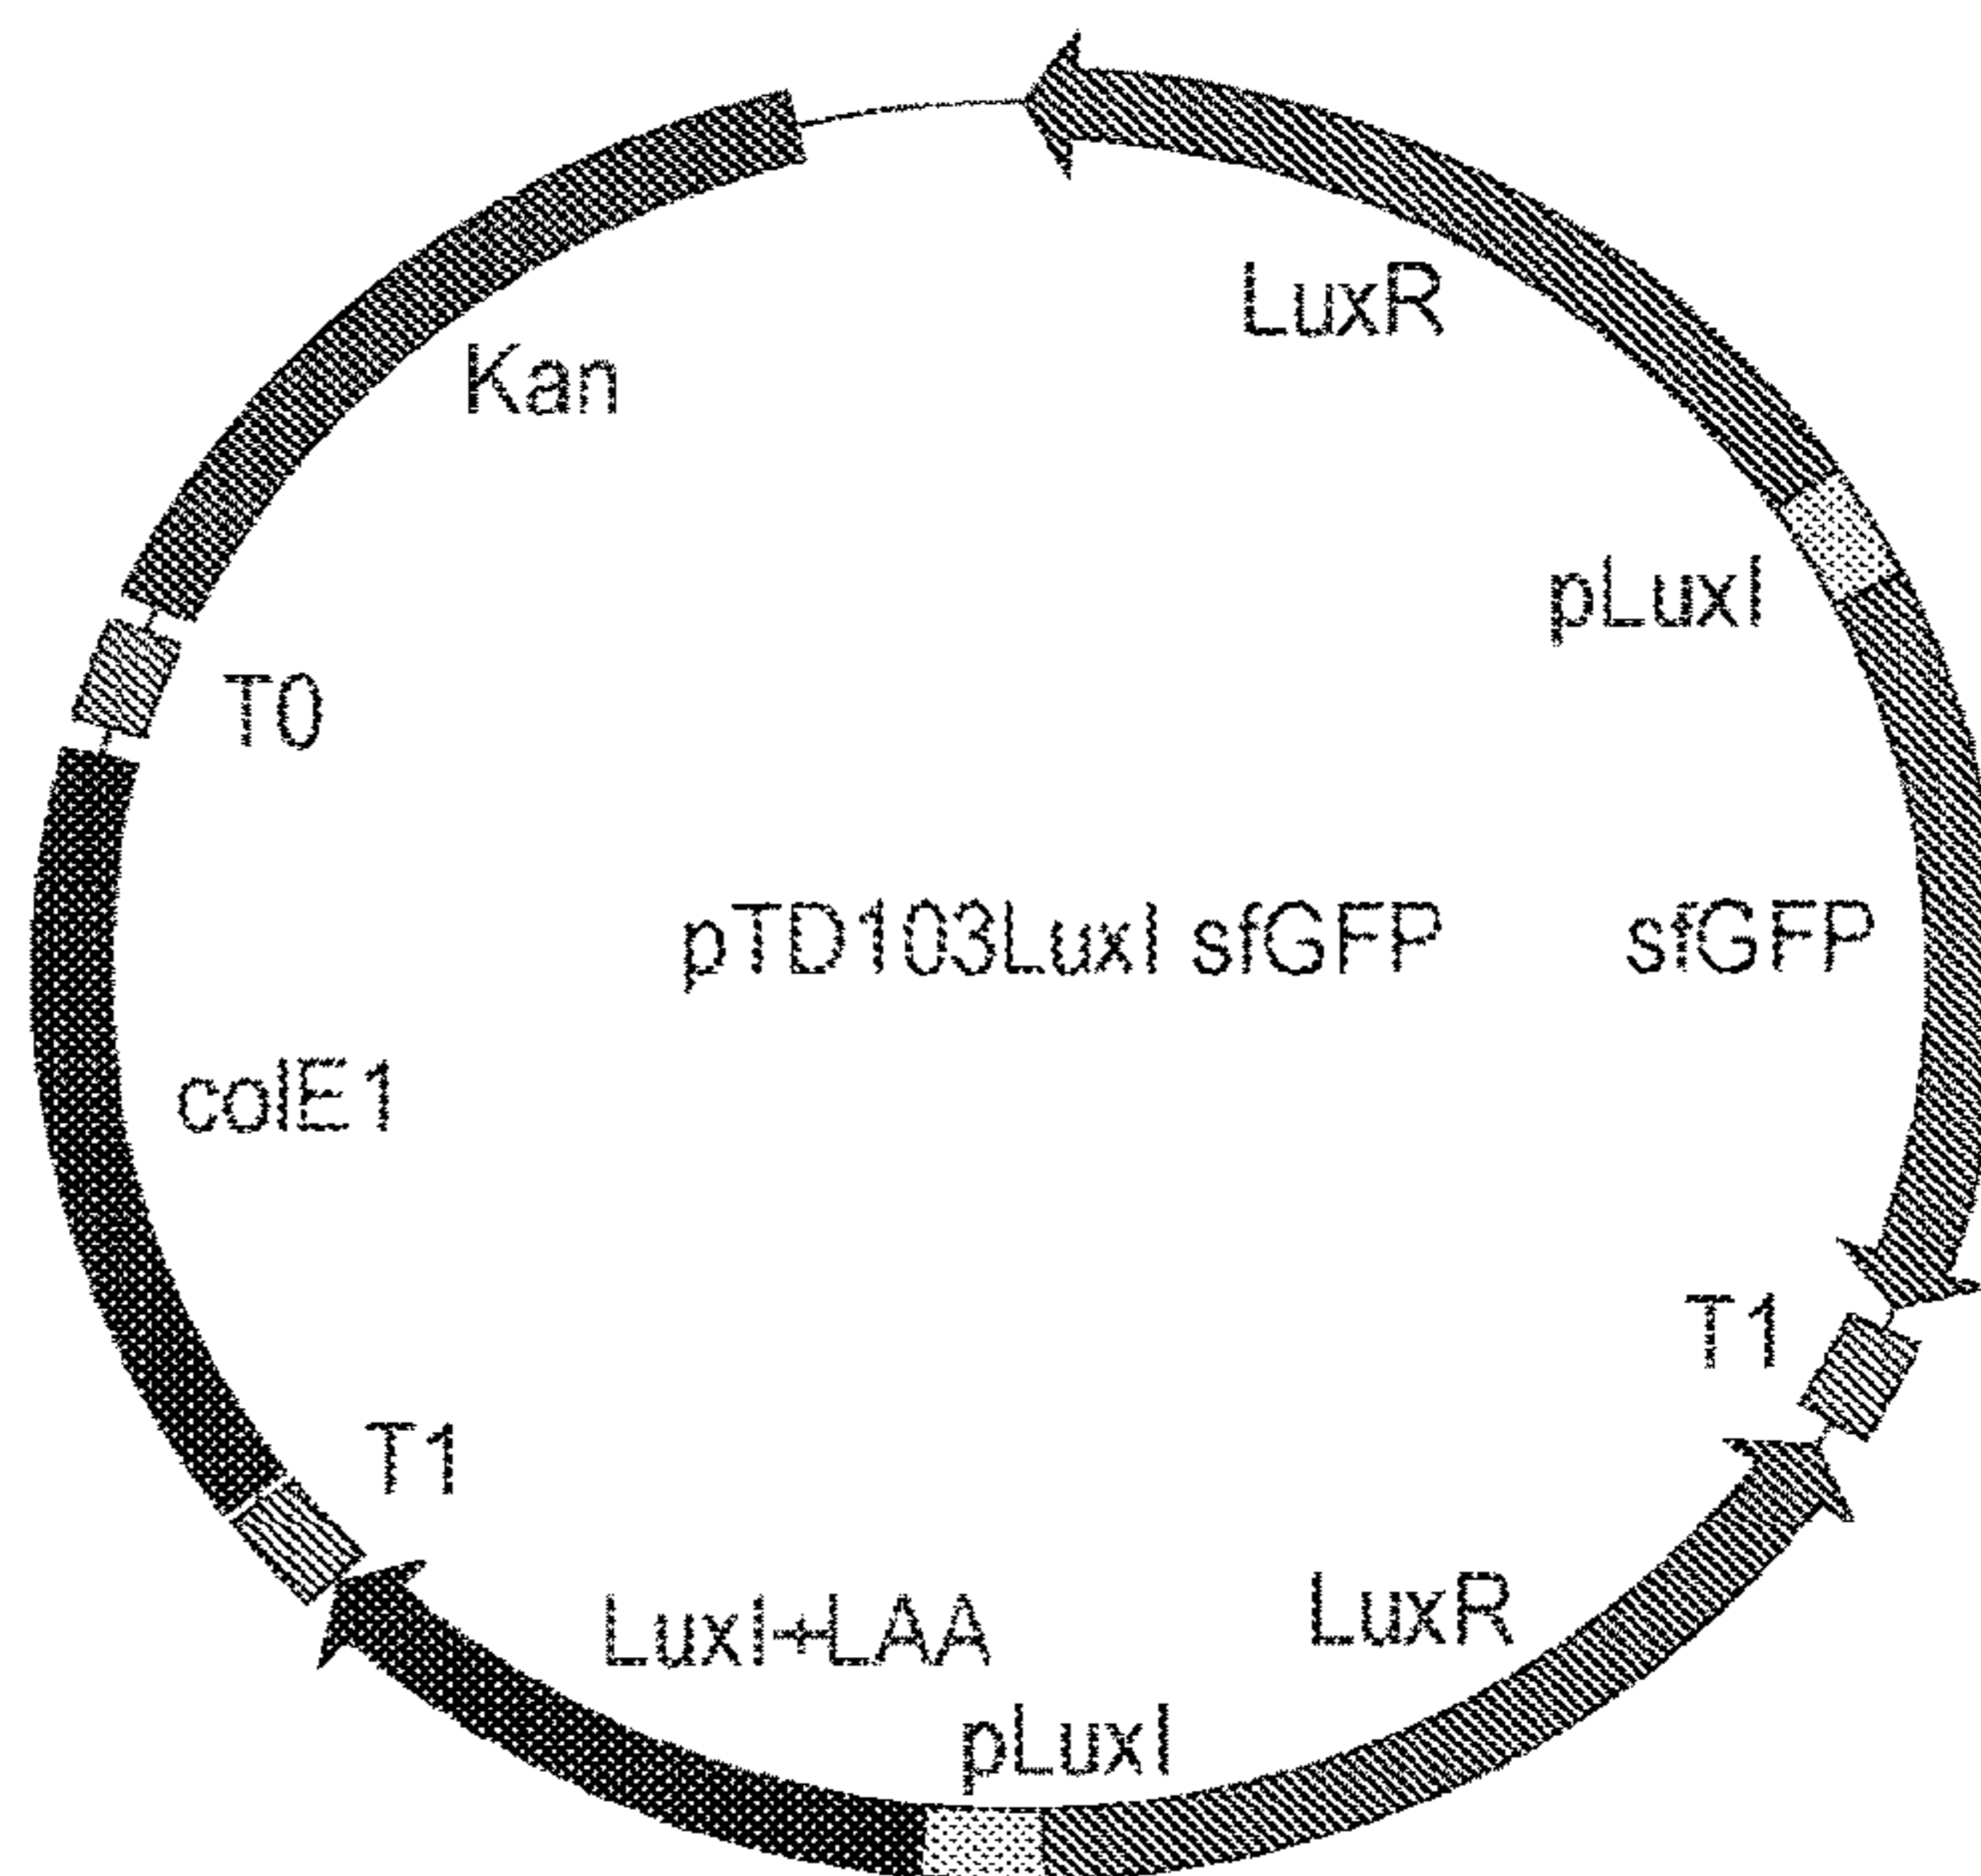 LuxR
Kan
pLuxI
T0
pTD103LuxI sfGFP
sfGFP
colE1
T1
T1
LuxI+LAA
LuxR
pLuxI